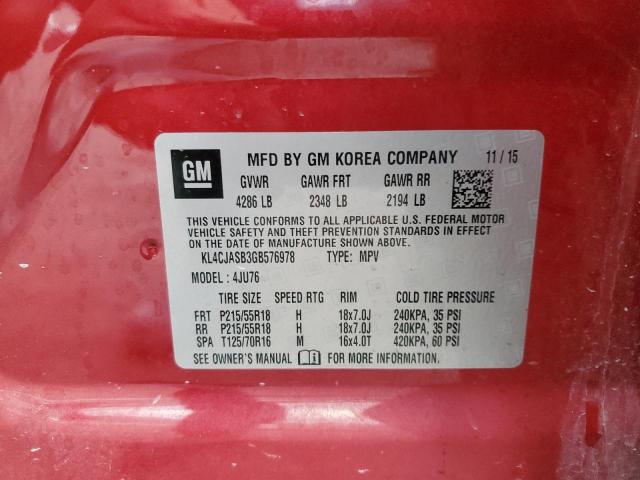 GM MFD BY GM KOREA COMPANY 11/15
GVWR GAWR FRT GAWR RR
4286 LB 2348 LB 2194 LB
THIS VEHICLE CONFORMS TO ALL APPLICABLE U.S. FEDERAL MOTOR
VEHICLE SAFETY AND THEFT PREVENTION STANDARDS IN EFFECT
ON THE DATE OF MANUFACTURE SHOWN ABOVE.
KL4CJASB3GB576978 TYPE: MPV
MODEL: 4JU76
TIRE SIZE SPEED RTG RIM COLD TIRE PRESSURE
FRT P215/55R18 H 18x7.0J 240KPA, 35 PSI
RR P215/55R18 H 18x7.0J 240KPA, 35 PSI
SPA T125/70R16 M 16x4.0T 420KPA, 60 PSI
SEE OWNER'S MANUAL FOR MORE INFORMATION.